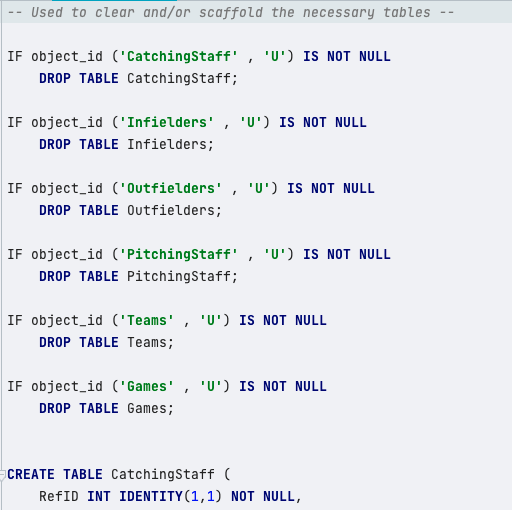 -- Used to clear and/or scaffold the necessary tables --
IF object_id ('CatchingStaff' , 'U') IS NOT NULL
DROP TABLE CatchingStaff;
IF object_id ('Infielders' , 'U') IS NOT NULL
DROP TABLE Infielders;
IF object_id ('Outfielders' , 'U') IS NOT NULL
DROP TABLE Outfielders;
IF object_id ('PitchingStaff' , 'U') IS NOT NULL
DROP TABLE PitchingStaff;
IF object_id ('Teams' , 'U') IS NOT NULL
DROP TABLE Teams;
IF object_id ('Games' , 'U') IS NOT NULL
DROP TABLE Games;
CREATE TABLE CatchingStaff (
RefID INT IDENTITY(1,1) NOT NULL,